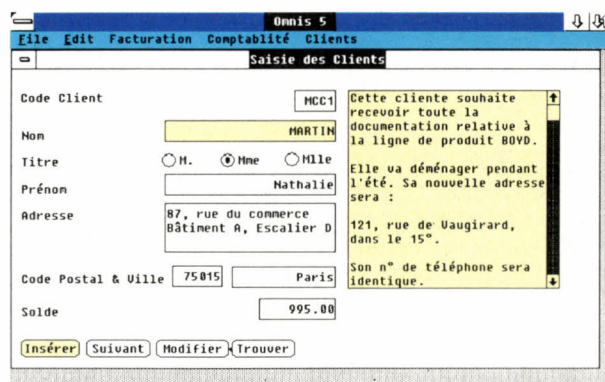 Omnis 5
File Edit Facturation Comptablité Clients
Saisie des Clients
Code Client MCC1
Nom MARTIN
Titre M. Mme Mlle
Prénom Nathalie
Adresse 87, rue du commerce
Bâtiment A, Escalier D
Code Postal & Ville 75015 Paris
Solde 995.00
Insérer Suivant Modifier Trouver
Cette cliente souhaite
recevoir toute la
documentation relative à
la ligne de produit BOYD.
Elle va déménager pendant
l'été. Sa nouvelle adresse
sera :
121, rue de Vaugirard,
dans le 15°.
Son n° de téléphone sera
identique.